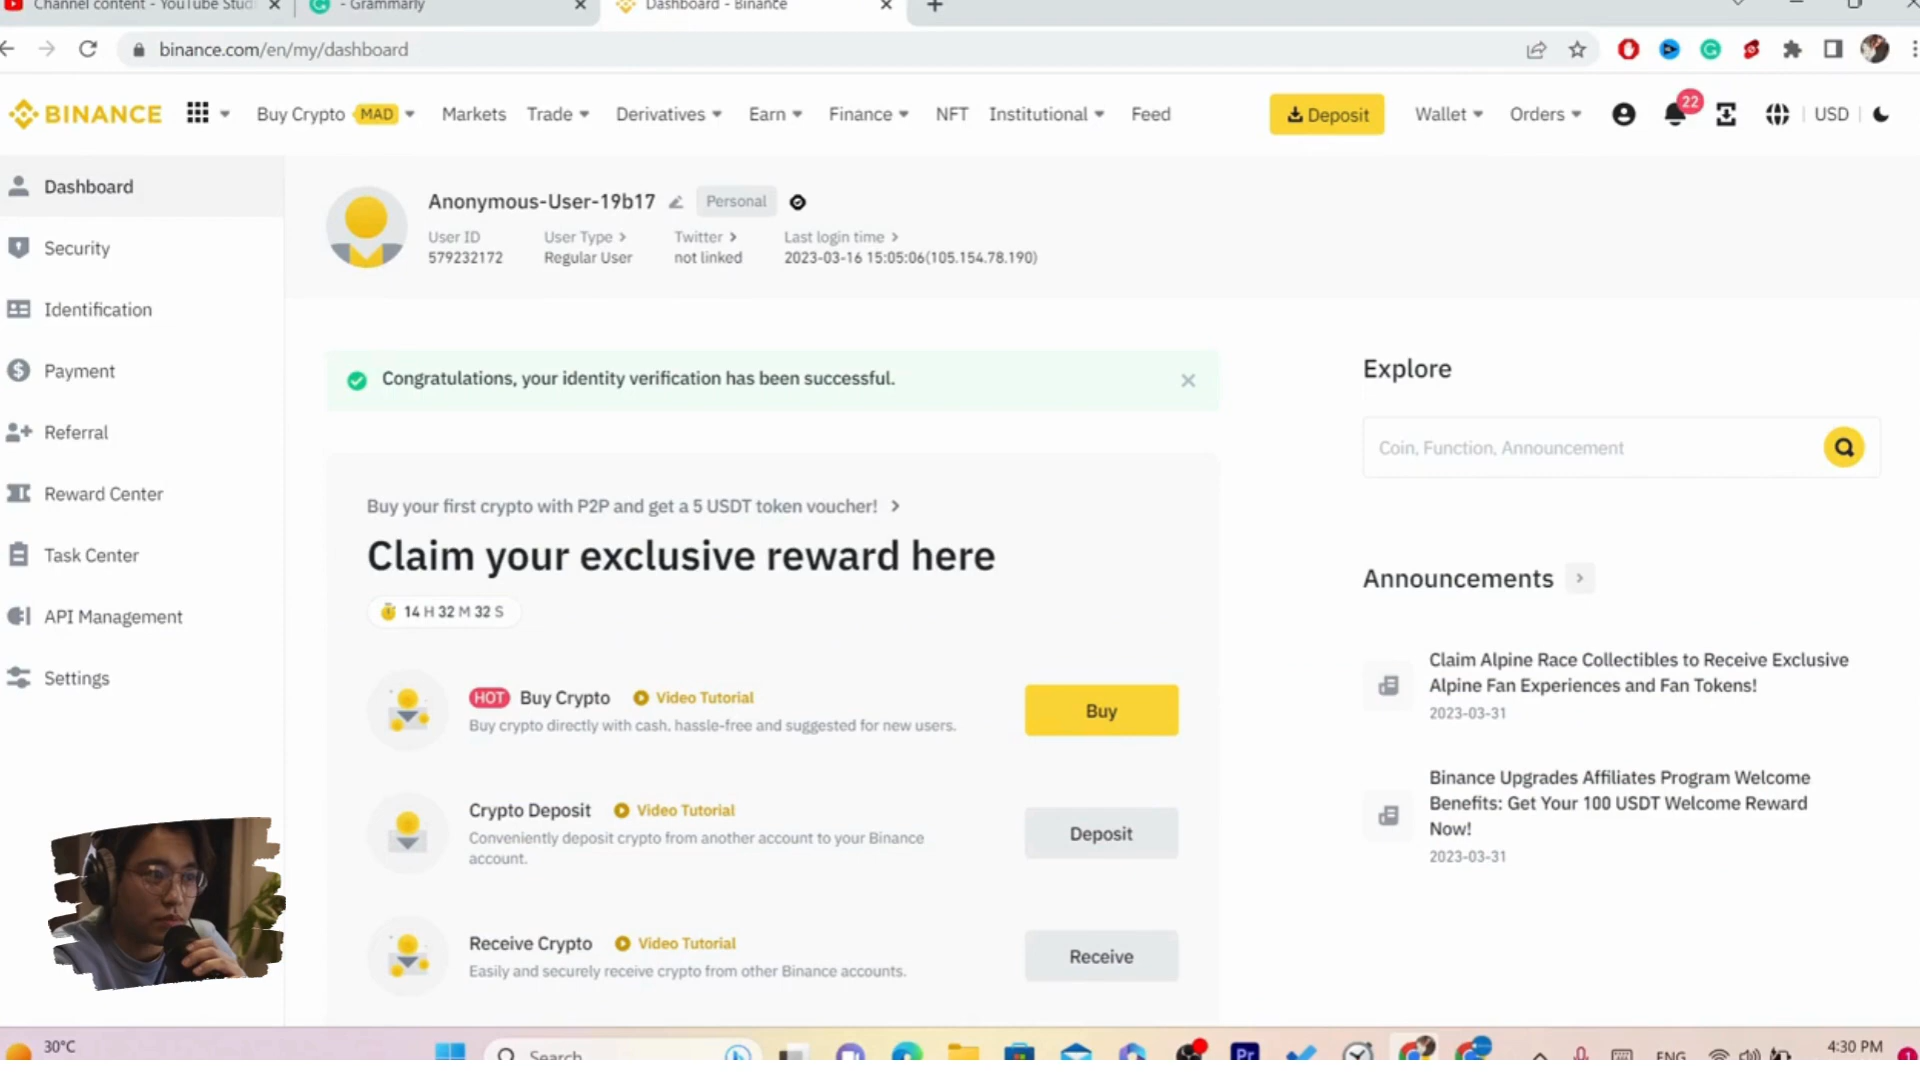 Channel content - YouTube Stud
- Grammarly
Dashboard - Binance
binance.com/en/my/dashboard
BINANCE
Buy Crypto MAD
Markets
Trade
Derivatives
Earn
Finance
NFT
Institutional
Feed
Deposit
Wallet
Orders
22
USD
Dashboard
Security
Identification
Payment
Referral
Reward Center
Task Center
API Management
Settings
Anonymous-User-19b17
Personal
User ID
579232172
User Type
Regular User
Twitter
not linked
Last login time
2023-03-16 15:05:06(105.154.78.190)
Congratulations, your identity verification has been successful.
Buy your first crypto with P2P and get a 5 USDT token voucher!
Claim your exclusive reward here
14 H 32 M 32 S
HOT Buy Crypto Video Tutorial
Buy crypto directly with cash, hassle-free and suggested for new users.
Buy
Crypto Deposit Video Tutorial
Conveniently deposit crypto from another account to your Binance
account.
Deposit
Receive Crypto Video Tutorial
Easily and securely receive crypto from other Binance accounts.
Receive
Explore
Coin, Function, Announcement
Announcements
Claim Alpine Race Collectibles to Receive Exclusive
Alpine Fan Experiences and Fan Tokens!
2023-03-31
Binance Upgrades Affiliates Program Welcome
Benefits: Get Your 100 USDT Welcome Reward
Now!
2023-03-31
30°C
Search
Pr
ENG
4:30 PM
1